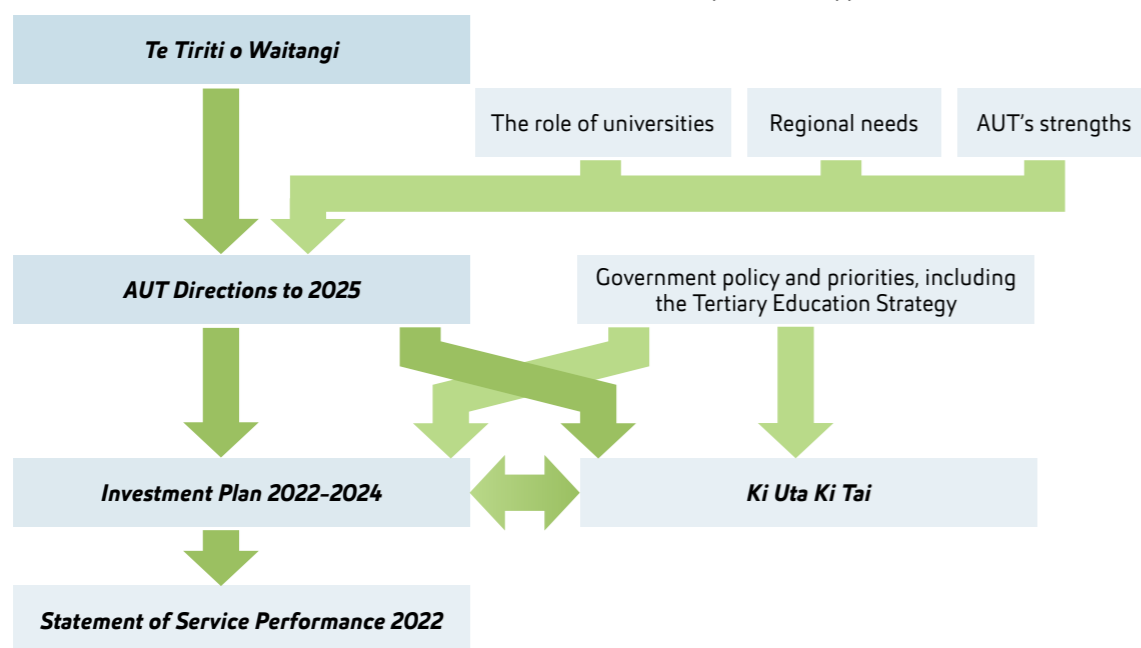 Te Tiriti o Waitangi
The role of universities
Regional needs
AUT's strengths
AUT Directions to 2025
Government policy and priorities, including
the Tertiary Education Strategy
Investment Plan 2022–2024
Ki Uta Ki Tai
Statement of Service Performance 2022